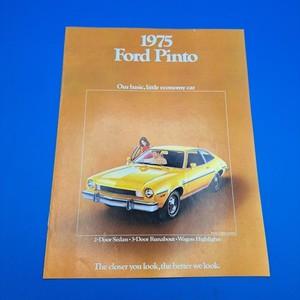 1975
Ford Pinto
Our basic, little economy car
2-Door Sedan • 3-Door Runabout • Wagon Highlights
The closer you look, the better we look.